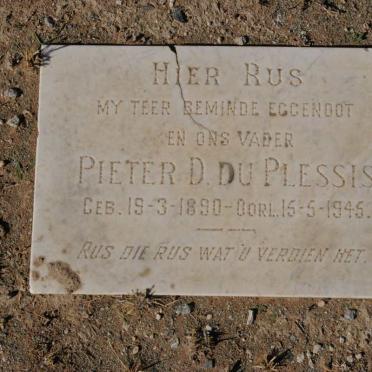 HIER RUS
MY TEER BEMINDE EGGENOOT
EN ONS VADER
PIETER D. DU PLESSIS
GEB. 19-3-1890-OORL. 15-5-1945.
RUS DIE RUS WAT U VERDIEN HET.